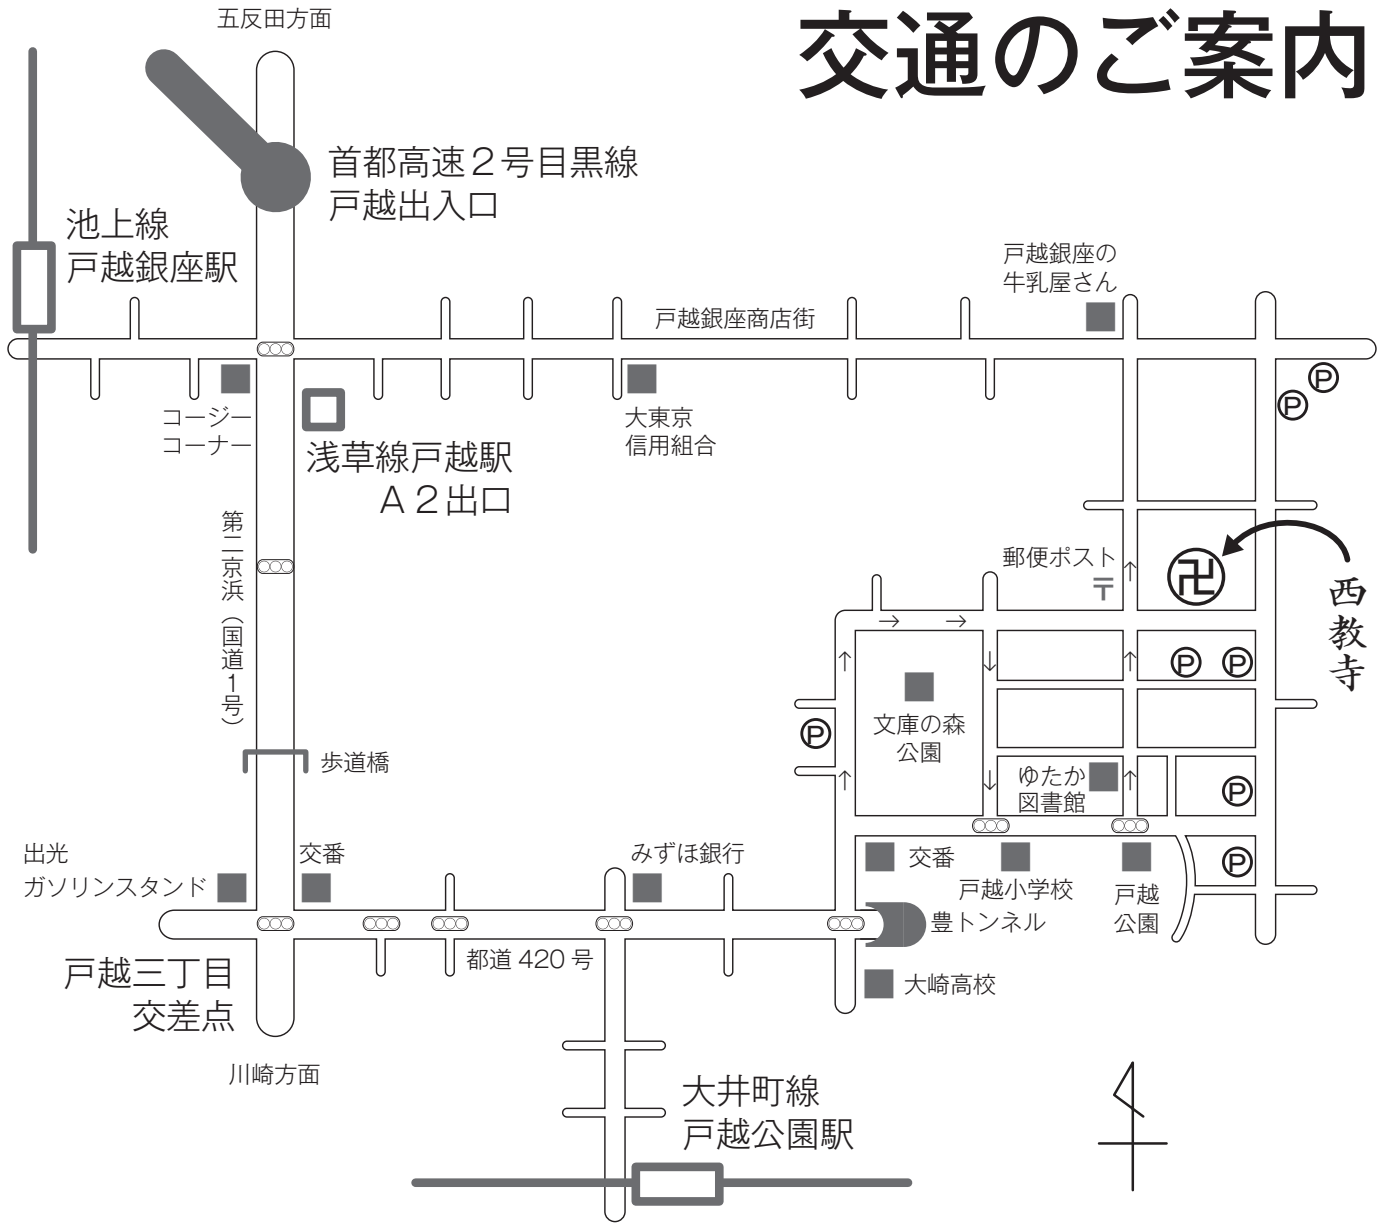 交通のご案内
五反田方面
首都高速２号目黒線
戸越出入口
池上線
戸越銀座駅
戸越銀座の
牛乳屋さん
戸越銀座商店街
P
P
コージー
コーナー
大東京
信用組合
浅草線戸越駅
Ａ２出口
第二京浜（国道１号）
郵便ポスト
〒
卍
西教寺
P
P
文庫の森
公園
P
歩道橋
ゆたか
図書館
P
出光
ガソリンスタンド
交番
みずほ銀行
交番
戸越小学校
戸越
公園
P
豊トンネル
都道 420 号
戸越三丁目
交差点
大崎高校
川崎方面
大井町線
戸越公園駅